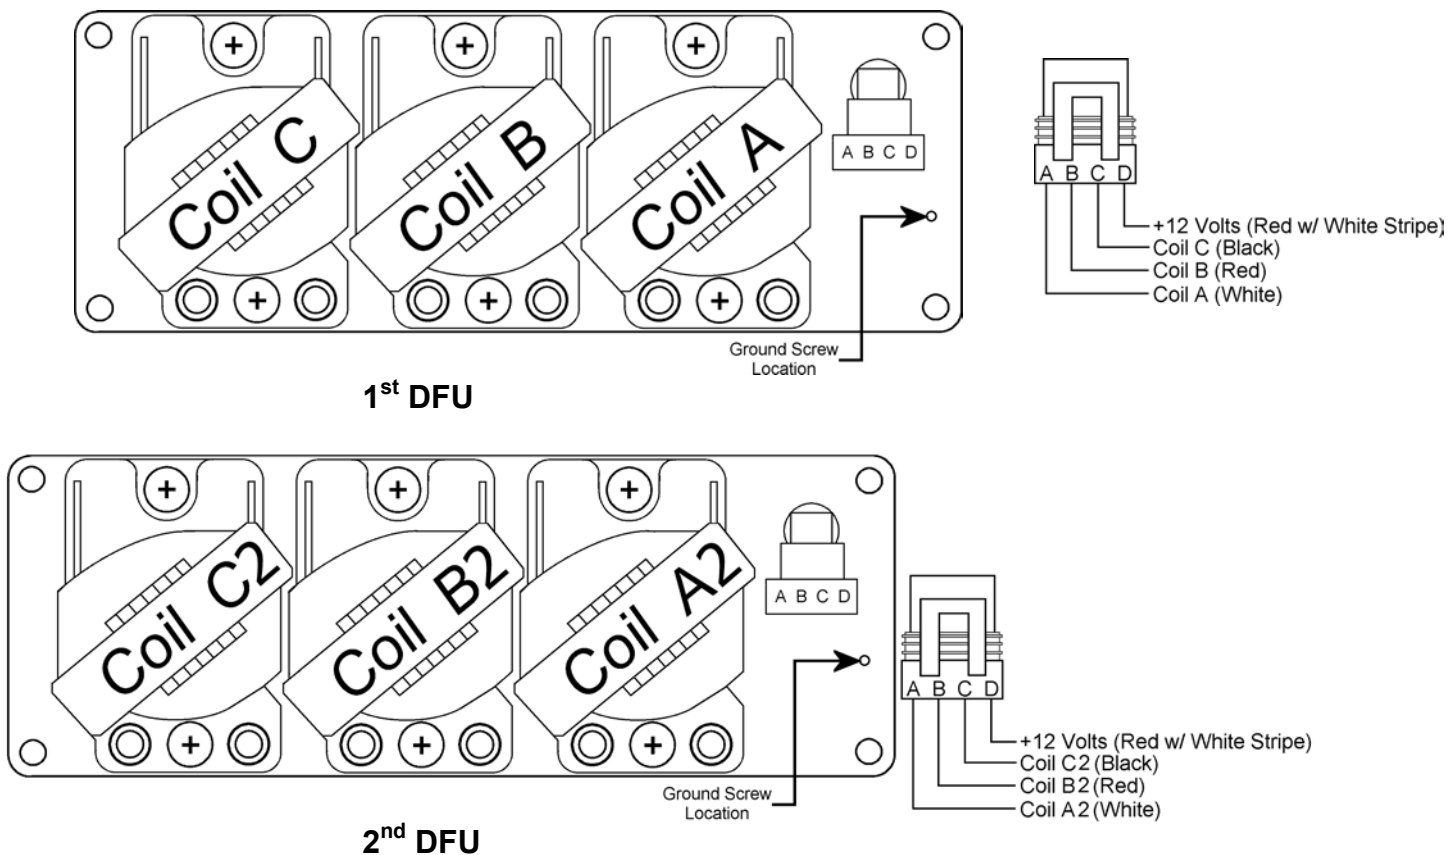 Coil C
Coil B
Coil A
A B C D
A B C D
+12 Volts (Red w/ White Stripe)
Coil C (Black)
Coil B (Red)
Coil A (White)
Ground Screw
Location
1st DFU
Coil C2
Coil B2
Coil A2
A B C D
A B C D
+12 Volts (Red w/ White Stripe)
Coil C2 (Black)
Coil B2 (Red)
Coil A2 (White)
Ground Screw
Location
2nd DFU